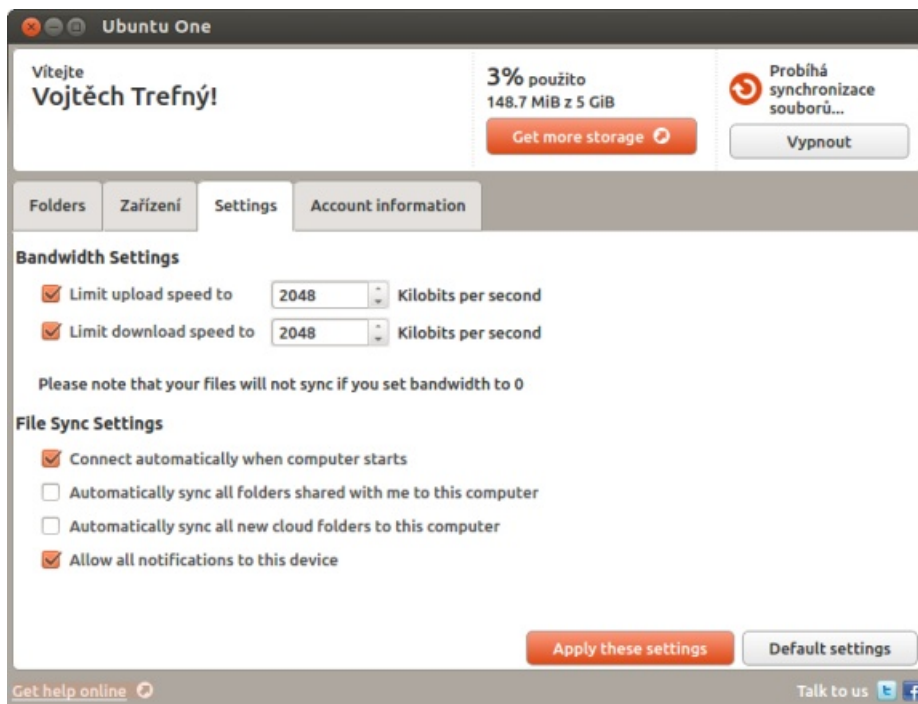 Ubuntu One
Vítejte
Vojtěch Trefný!
3% použito
148.7 MiB z 5 GiB
Get more storage
Probíhá
synchronizace
souborů...
Vypnout
Folders Zařízení Settings Account information
Bandwidth Settings
Limit upload speed to 2048 Kilobits per second
Limit download speed to 2048 Kilobits per second
Please note that your files will not sync if you set bandwidth to 0
File Sync Settings
Connect automatically when computer starts
Automatically sync all folders shared with me to this computer
Automatically sync all new cloud folders to this computer
Allow all notifications to this device
Apply these settings Default settings
Get help online Talk to us